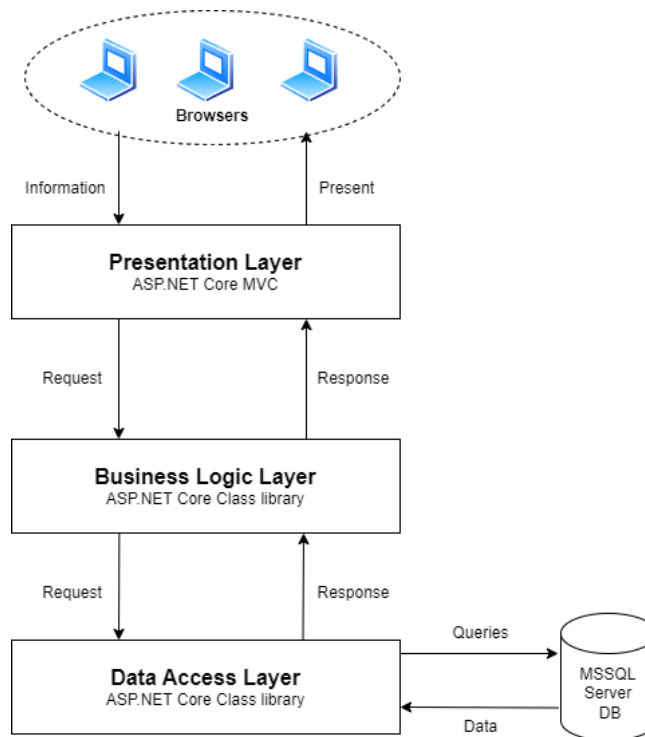 Browsers
Information
Present
Presentation Layer
ASP.NET Core MVC
Request
Response
Business Logic Layer
ASP.NET Core Class library
Request
Response
Data Access Layer
ASP.NET Core Class library
Queries
MSSQL
Server
DB
Data